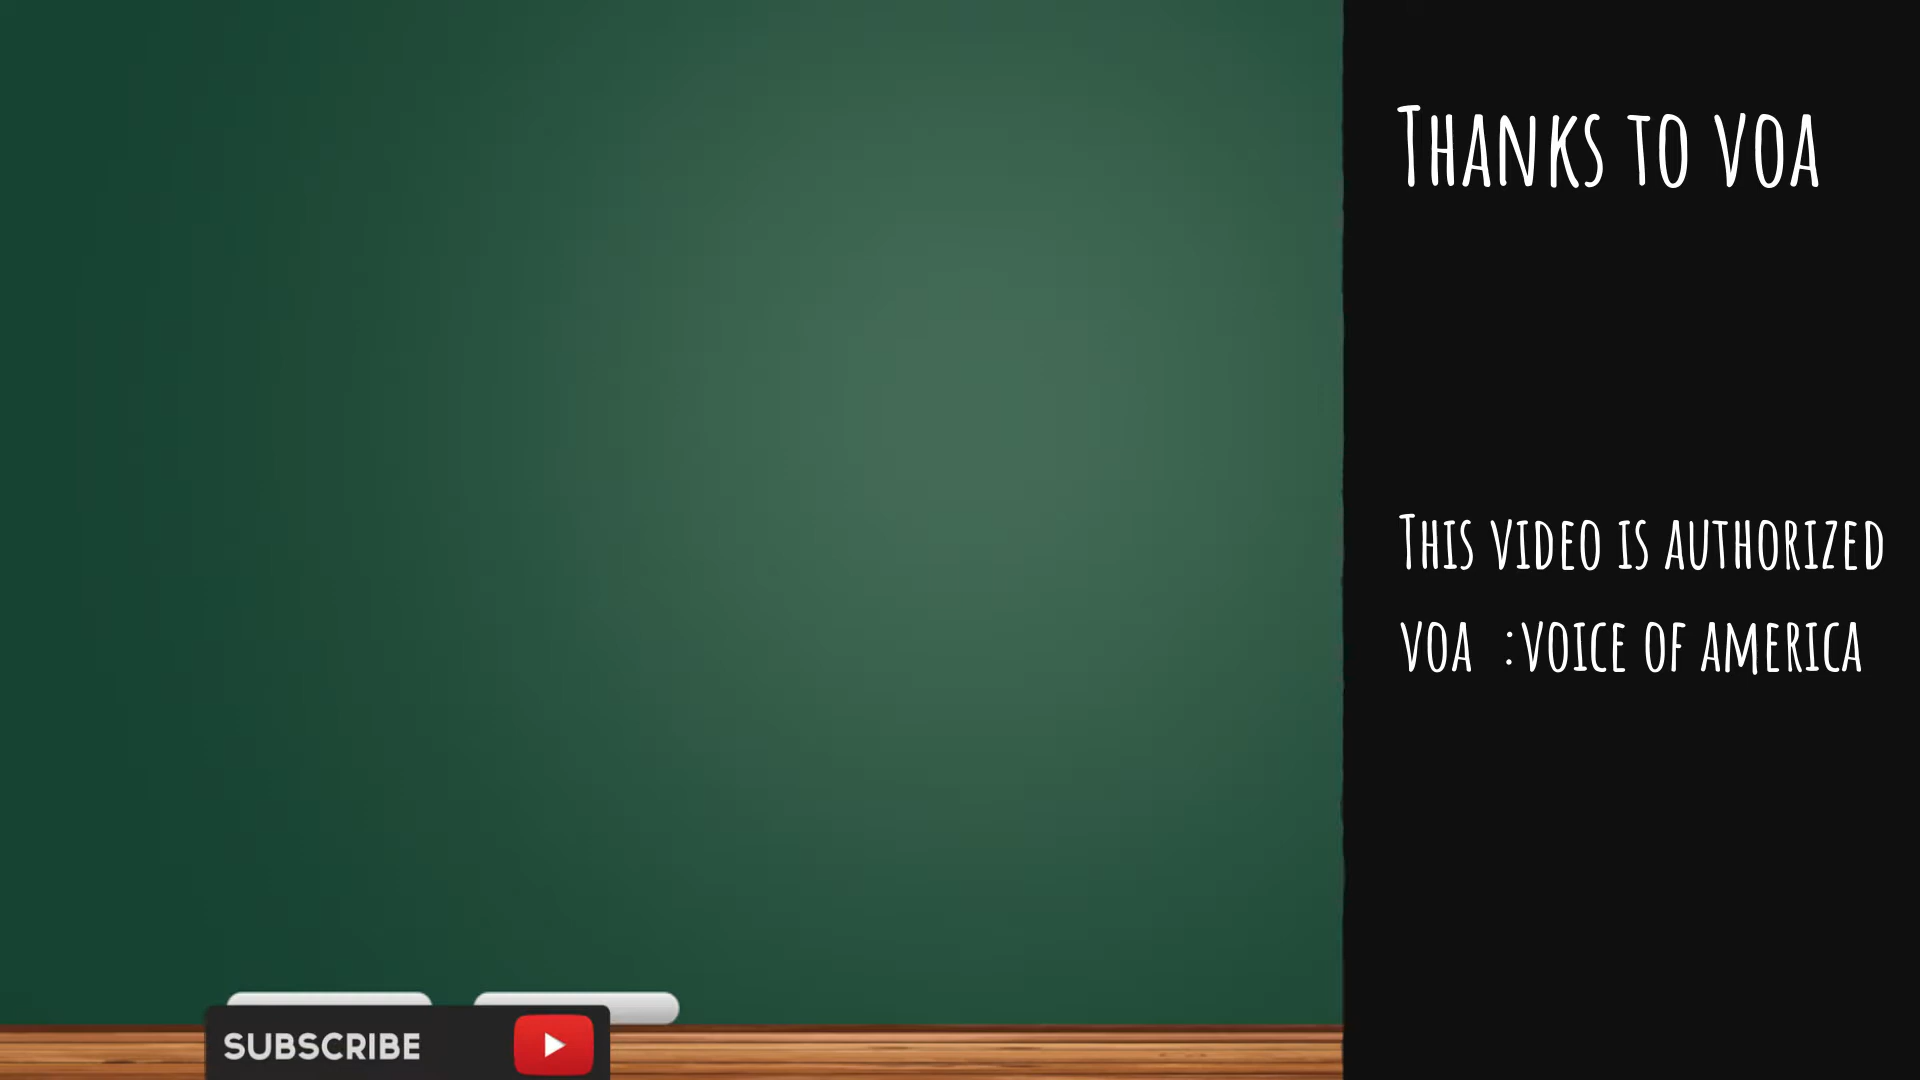 Thanks to voa
This video is authorized
voa :voice of america
SUBSCRIBE